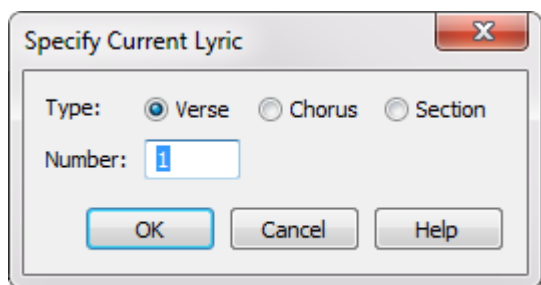 Specify Current Lyric
Type: Verse Chorus Section
Number: 1
OK Cancel Help